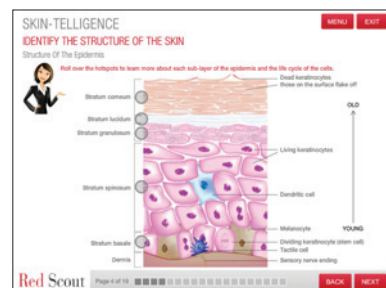 SKIN-TELLIGENCE
MENU
EXIT
IDENTIFY THE STRUCTURE OF THE SKIN
Structure Of The Epidermis
Roll over the hotspots to learn more about each sub-layer of the epidermis and the life cycle of the cells.
Dead keratinocytes
those on the surface flake off
Stratum corneum
OLD
Stratum lucidum
Stratum granulosum
Living keratinocytes
Stratum spinosum
Dendritic cell
Melanocyte
YOUNG
Stratum basale
Dividing keratinocyte (stem cell)
Tactile cell
Dermis
Sensory nerve ending
Red Scout
Page 4 of 19
BACK
NEXT